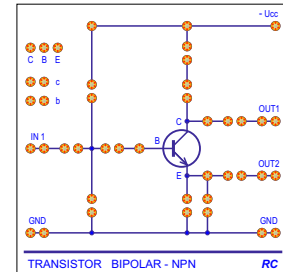 - Ucc
C B E
c
b
C
OUT1
IN 1
B
OUT2
E
GND
GND
TRANSISTOR BIPOLAR - NPN RC